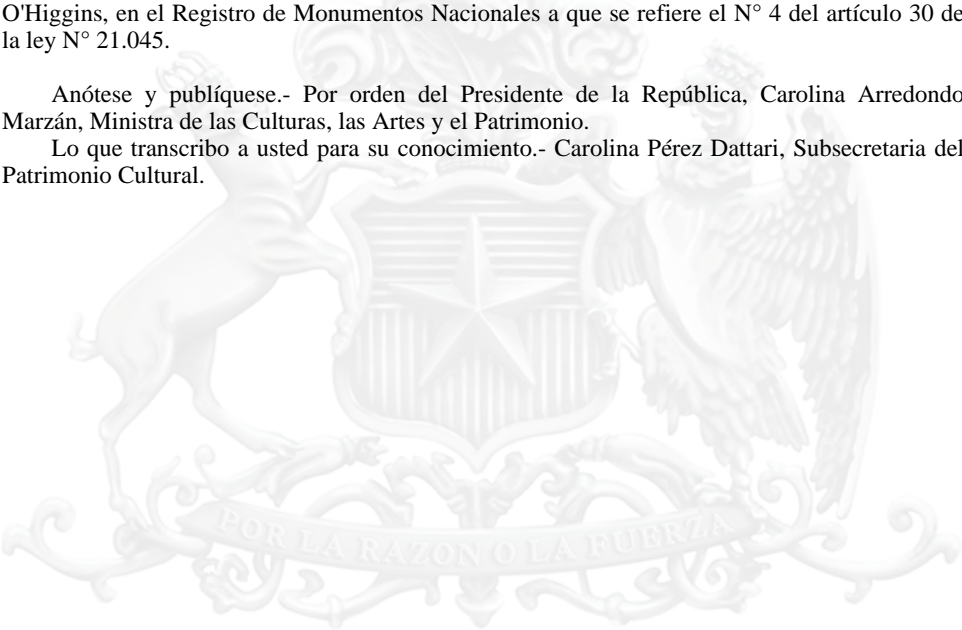 O'Higgins, en el Registro de Monumentos Nacionales a que se refiere el N° 4 del artículo 30 de
la ley N° 21.045.
Anótese y publíquese.- Por orden del Presidente de la República, Carolina Arredondo
Marzán, Ministra de las Culturas, las Artes y el Patrimonio.
Lo que transcribo a usted para su conocimiento.- Carolina Pérez Dattari, Subsecretaria del
Patrimonio Cultural.
POR LA RAZON O LA FUERZA